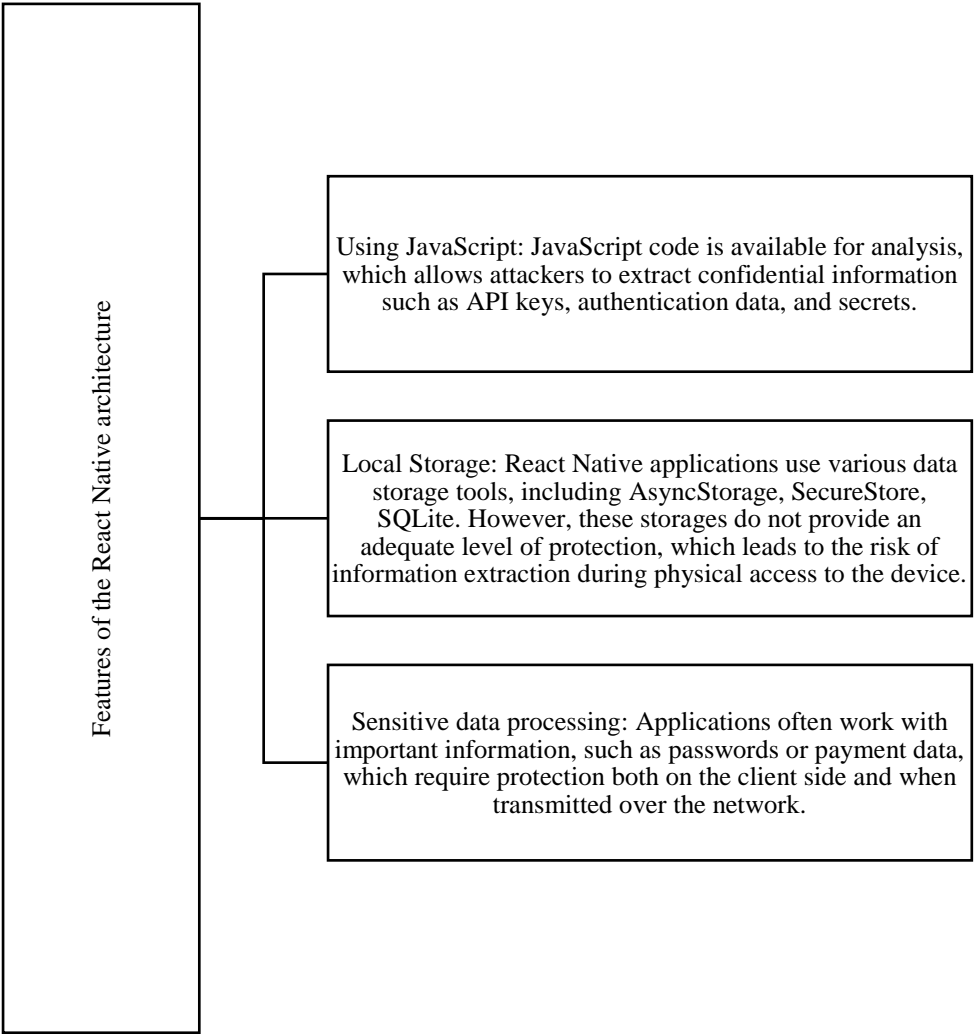 Features of the React Native architecture
Using JavaScript: JavaScript code is available for analysis,
which allows attackers to extract confidential information
such as API keys, authentication data, and secrets.
Local Storage: React Native applications use various data
storage tools, including AsyncStorage, SecureStore,
SQLite. However, these storages do not provide an
adequate level of protection, which leads to the risk of
information extraction during physical access to the device.
Sensitive data processing: Applications often work with
important information, such as passwords or payment data,
which require protection both on the client side and when
transmitted over the network.